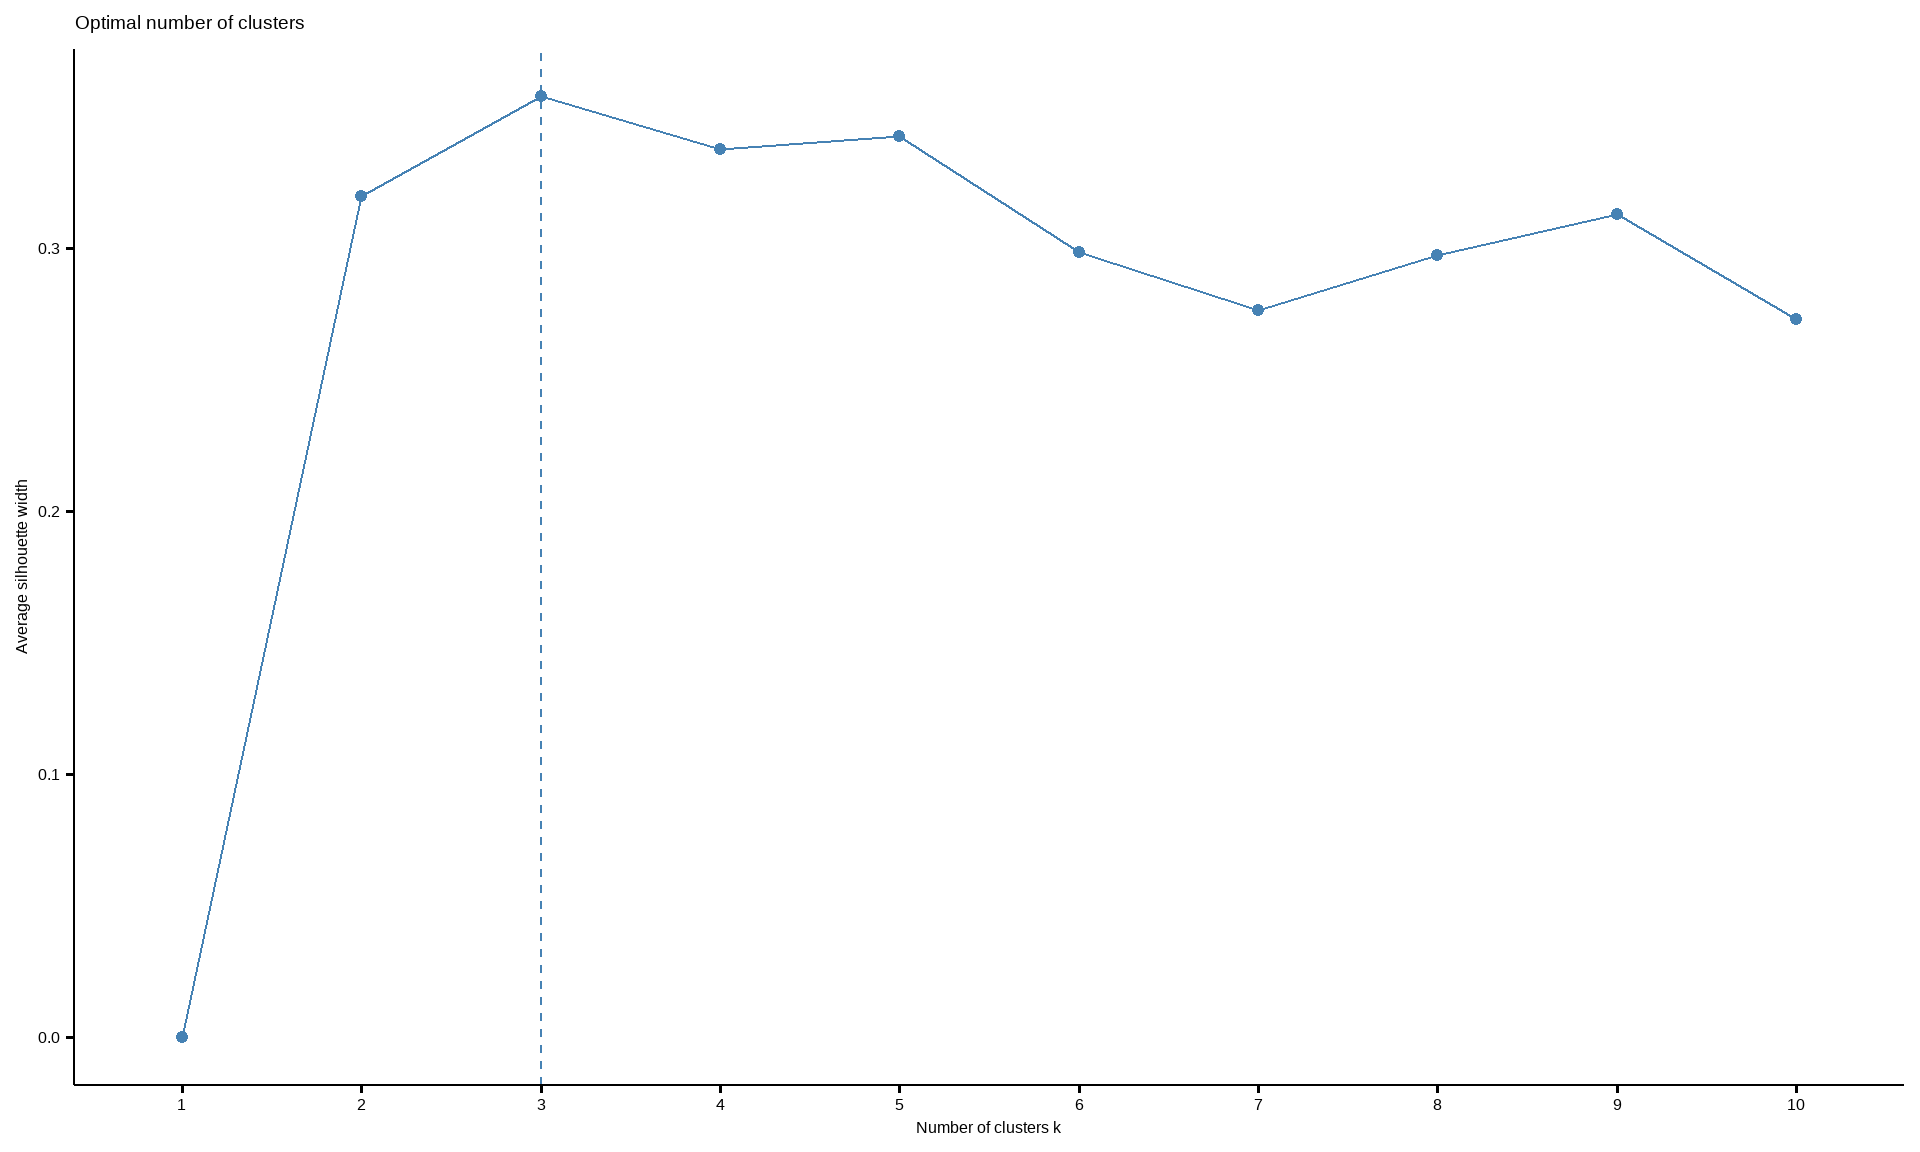 Optimal number of clusters
Average silhouette width
0.3
0.2
0.1
0.0
1 2 3 4 5 6 7 8 9 10
Number of clusters k